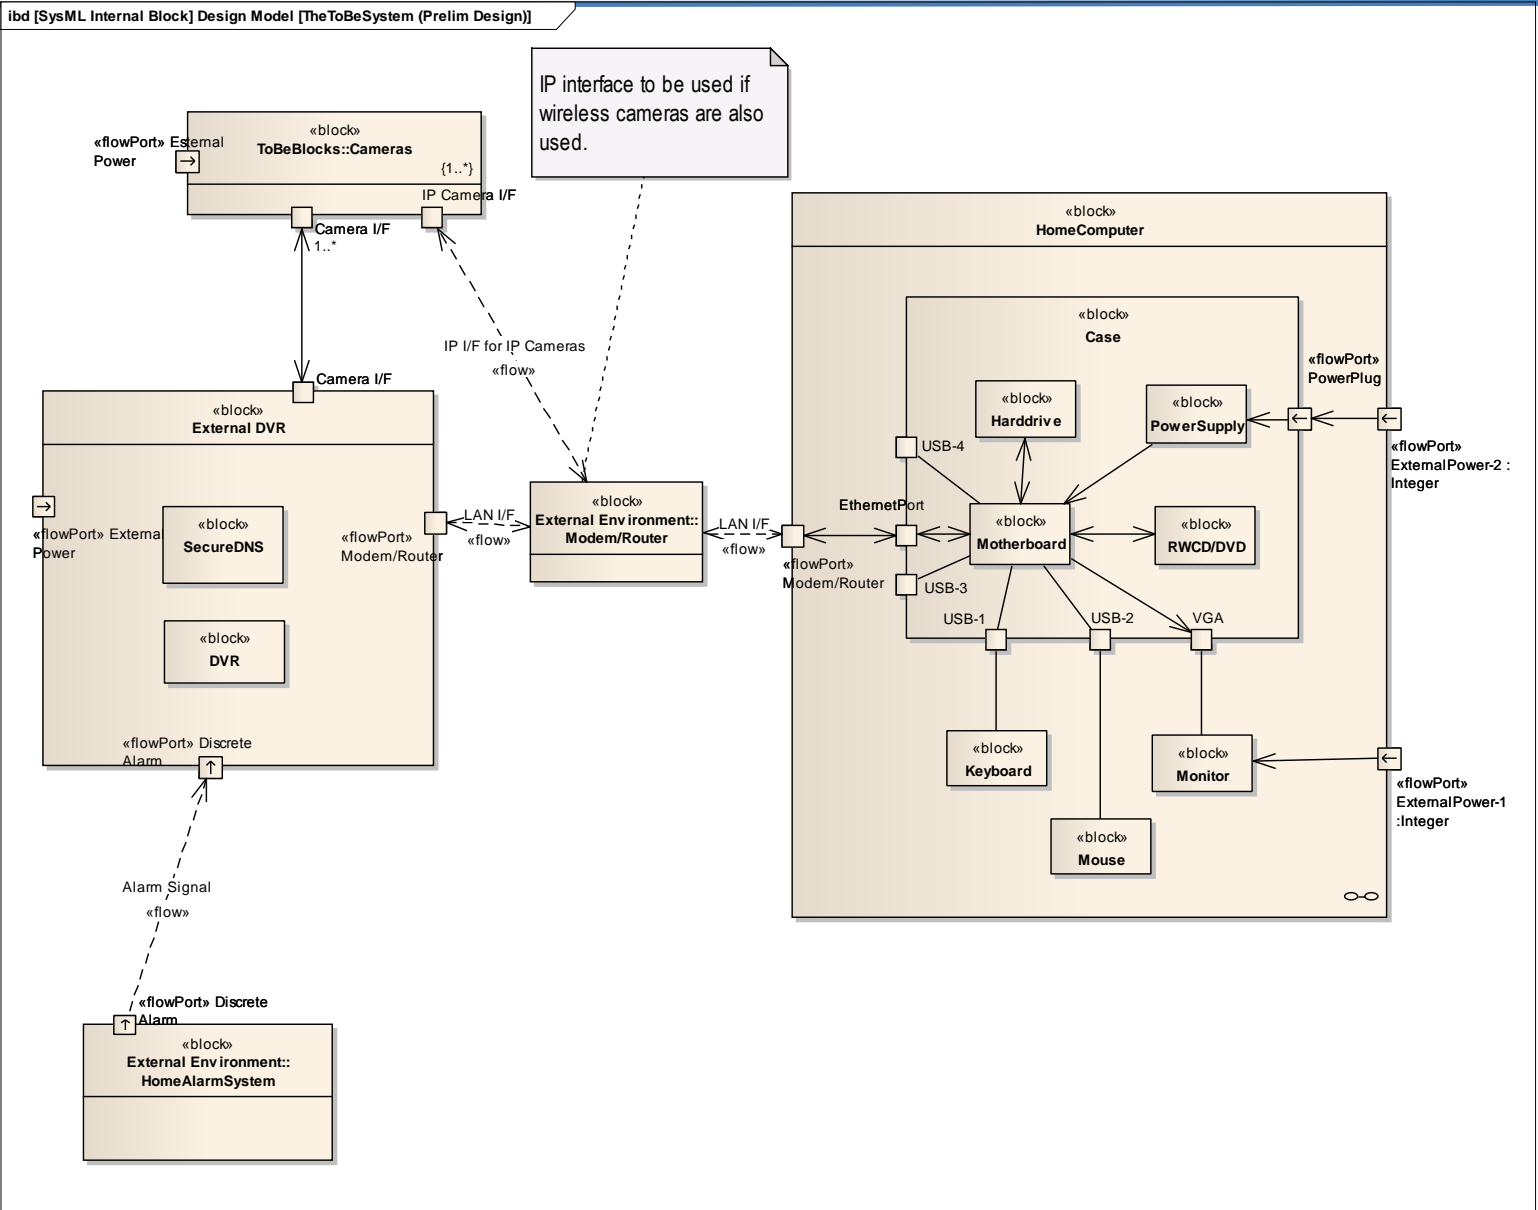 ibd [SysML Internal Block] Design Model [TheToBeSystem (Prelim Design)]
IP interface to be used if
wireless cameras are also
used.
«flowPort» External
Power
«block»
ToBeBlocks::Cameras
{1..*}
IP Camera I/F
Camera I/F
1..*
IP I/F for IP Cameras
«flow»
Camera I/F
«block»
External DVR
«flowPort» External
Power
«block»
SecureDNS
«block»
DVR
«flowPort»
Modem/Router
LAN I/F
«flow»
«block»
External Environment::
Modem/Router
LAN I/F
«flow»
«flowPort»
Modem/Router
«flowPort» Discrete
Alarm
Alarm Signal
«flow»
«flowPort» Discrete
Alarm
«block»
External Environment::
HomeAlarmSystem
«block»
HomeComputer
«block»
Case
«block»
Harddrive
«block»
PowerSupply
«flowPort»
PowerPlug
«flowPort»
ExternalPower-2 :
Integer
USB-4
EthernetPort
«block»
Motherboard
«block»
RWCD/DVD
USB-3
USB-1
USB-2
VGA
«block»
Keyboard
«block»
Mouse
«block»
Monitor
«flowPort»
ExternalPower-1
:Integer